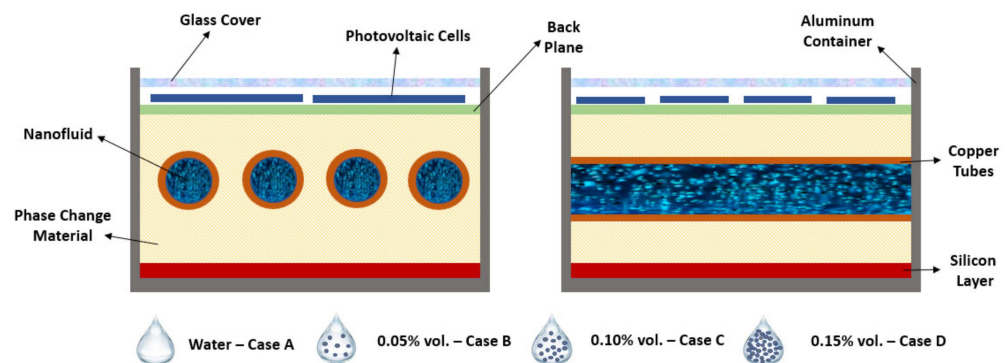 Glass Cover
Photovoltaic Cells
Back
Plane
Aluminum
Container
Nanofluid
Copper
Tubes
Phase Change
Material
Silicon
Layer
Water – Case A
0.05% vol. – Case B
0.10% vol. – Case C
0.15% vol. – Case D